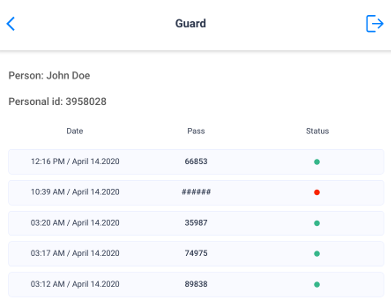 Guard
Person: John Doe
Personal id: 3958028
Date Pass Status
12:16 PM / April 14.2020 66853
10:39 AM / April 14.2020 ######
03:20 AM / April 14.2020 35987
03:17 AM / April 14.2020 74975
03:12 AM / April 14.2020 89838